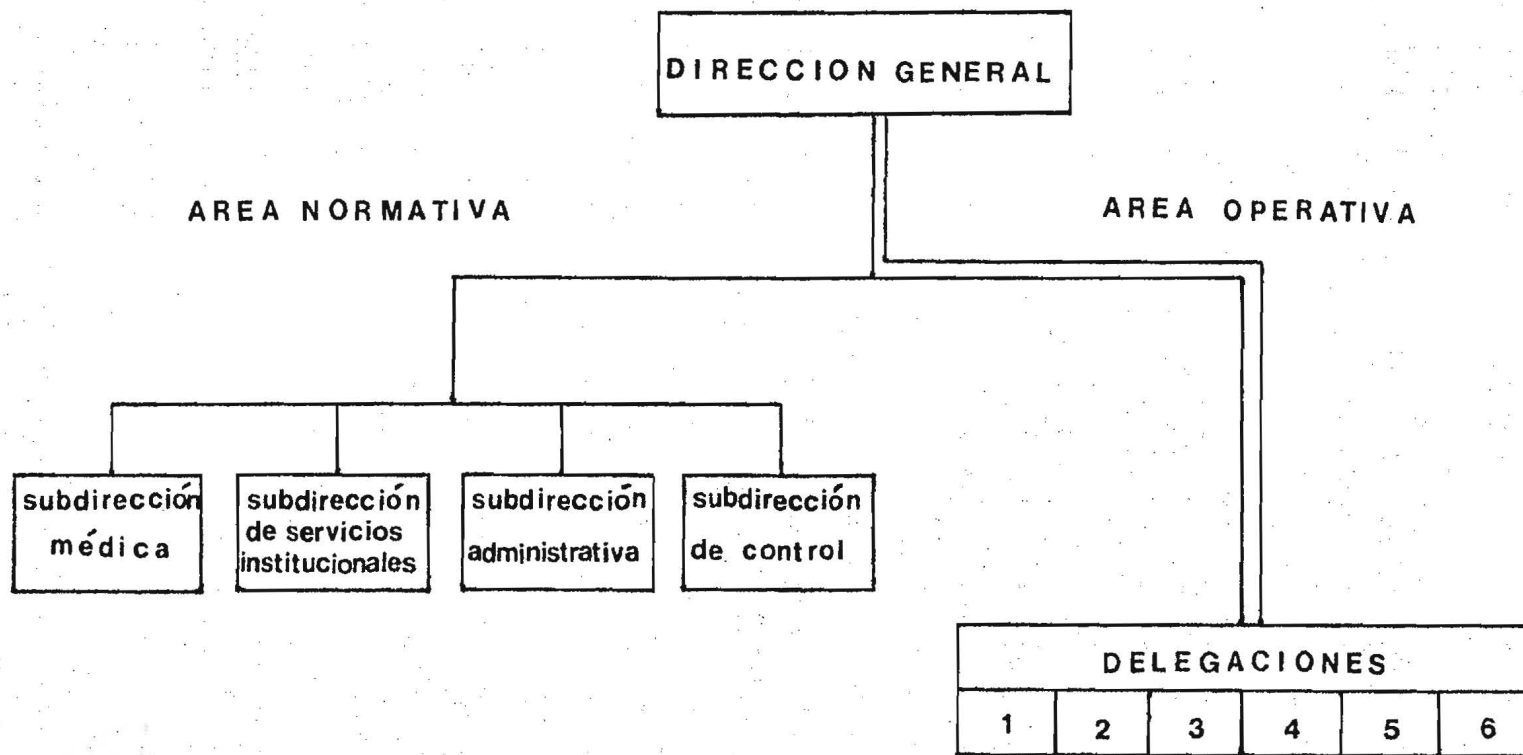 DIRECCION GENERAL
AREA NORMATIVA
AREA OPERATIVA
subdirección
médica
subdirección
de servicios
institucionales
subdirección
administrativa
subdirección
de control
DELEGACIONES
1 2 3 4 5 6